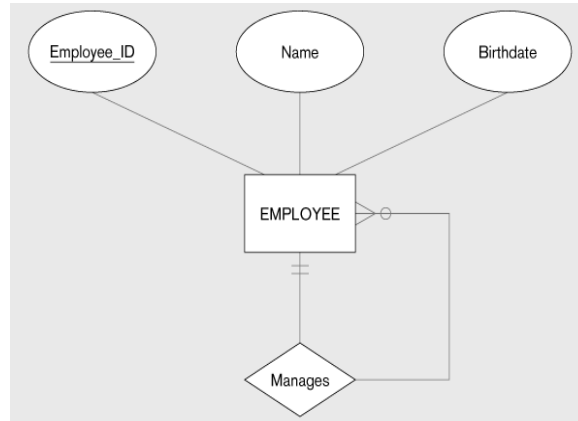 Employee_ID
Name
Birthdate
EMPLOYEE
Manages